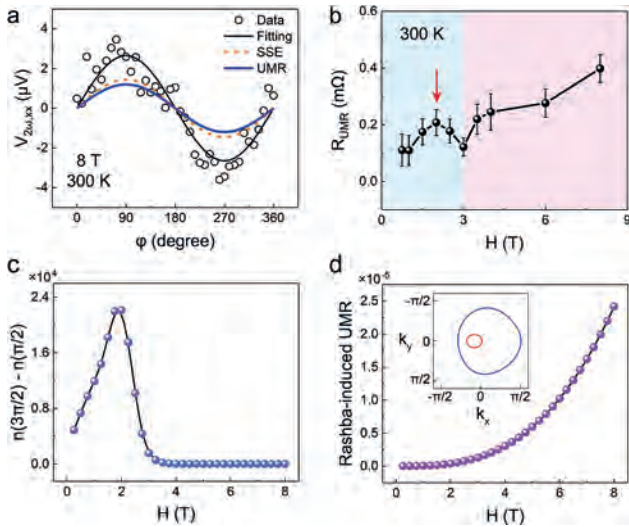 a
Data
Fitting
SSE
UMR
8 T
300 K
V2ω,xx (μV)
4
2
0
-2
-4
0 90 180 270 360
φ (degree)
b
300 K
RUMR (mΩ)
0.6
0.4
0.2
0.0
0 3 6 9
H (T)
c
×10⁴
n(3π/2) - n(π/2)
2.4
1.6
0.8
0.0
0 2 4 6 8
H (T)
d
×10⁻⁵
Rashba-induced UMR
2.5
2.0
1.5
1.0
0.5
0.0
-π/2
ky 0
π/2
-π/2 0 π/2
kx
0 2 4 6 8
H (T)